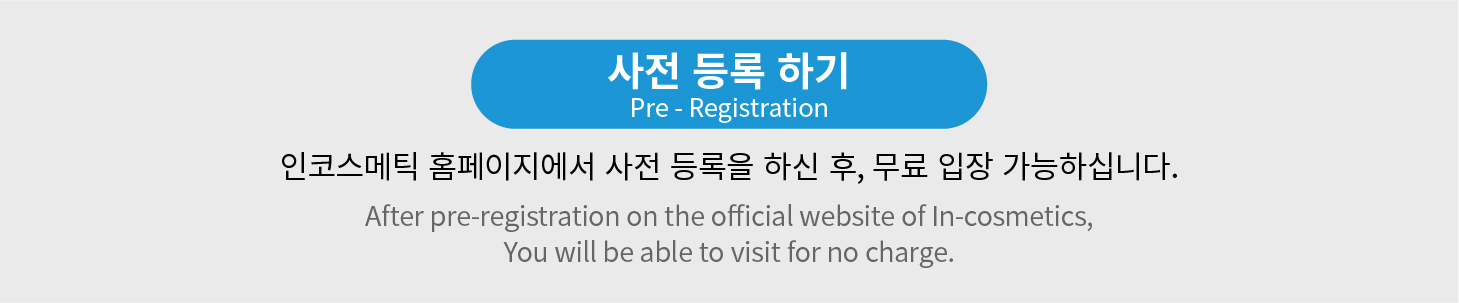 사전 등록 하기
Pre - Registration
인코스메틱 홈페이지에서 사전 등록을 하신 후, 무료 입장 가능하십니다.
After pre-registration on the official website of In-cosmetics,
You will be able to visit for no charge.